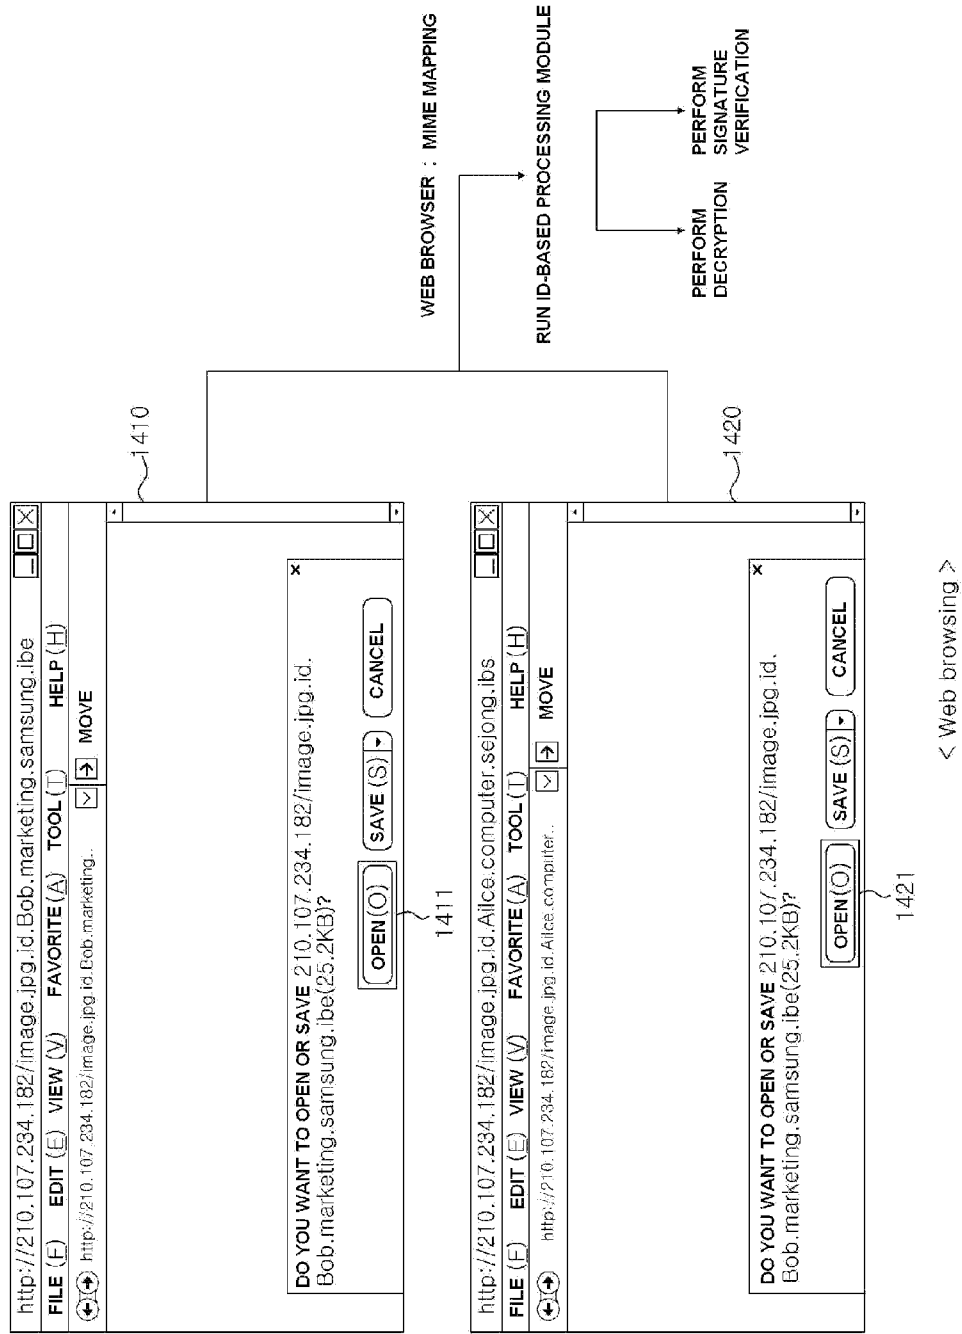 http://210.107.234.182/image.jpg.id.Bob.marketing.samsung.ibe
FILE (F) EDIT (E) VIEW (V) FAVORITE (A) TOOL (T) HELP (H)
http://210.107.234.182/image.jpg.id.Bob.marketing.. MOVE
DO YOU WANT TO OPEN OR SAVE 210.107.234.182/image.jpg.id.
Bob.marketing.samsung.ibe(25.2KB)?
OPEN(O) SAVE (S) CANCEL
1410
1411
http://210.107.234.182/image.jpg.id.Ailce.computer.sejong.ibs
FILE (F) EDIT (E) VIEW (V) FAVORITE (A) TOOL (T) HELP (H)
http://210.107.234.182/image.jpg.id.Ailce.computer.. MOVE
DO YOU WANT TO OPEN OR SAVE 210.107.234.182/image.jpg.id.
Bob.marketing.samsung.ibe(25.2KB)?
OPEN(O) SAVE (S) CANCEL
1420
1421
WEB BROWSER : MIME MAPPING
RUN ID-BASED PROCESSING MODULE
PERFORM
DECRYPTION
PERFORM
SIGNATURE
VERIFICATION
< Web browsing >